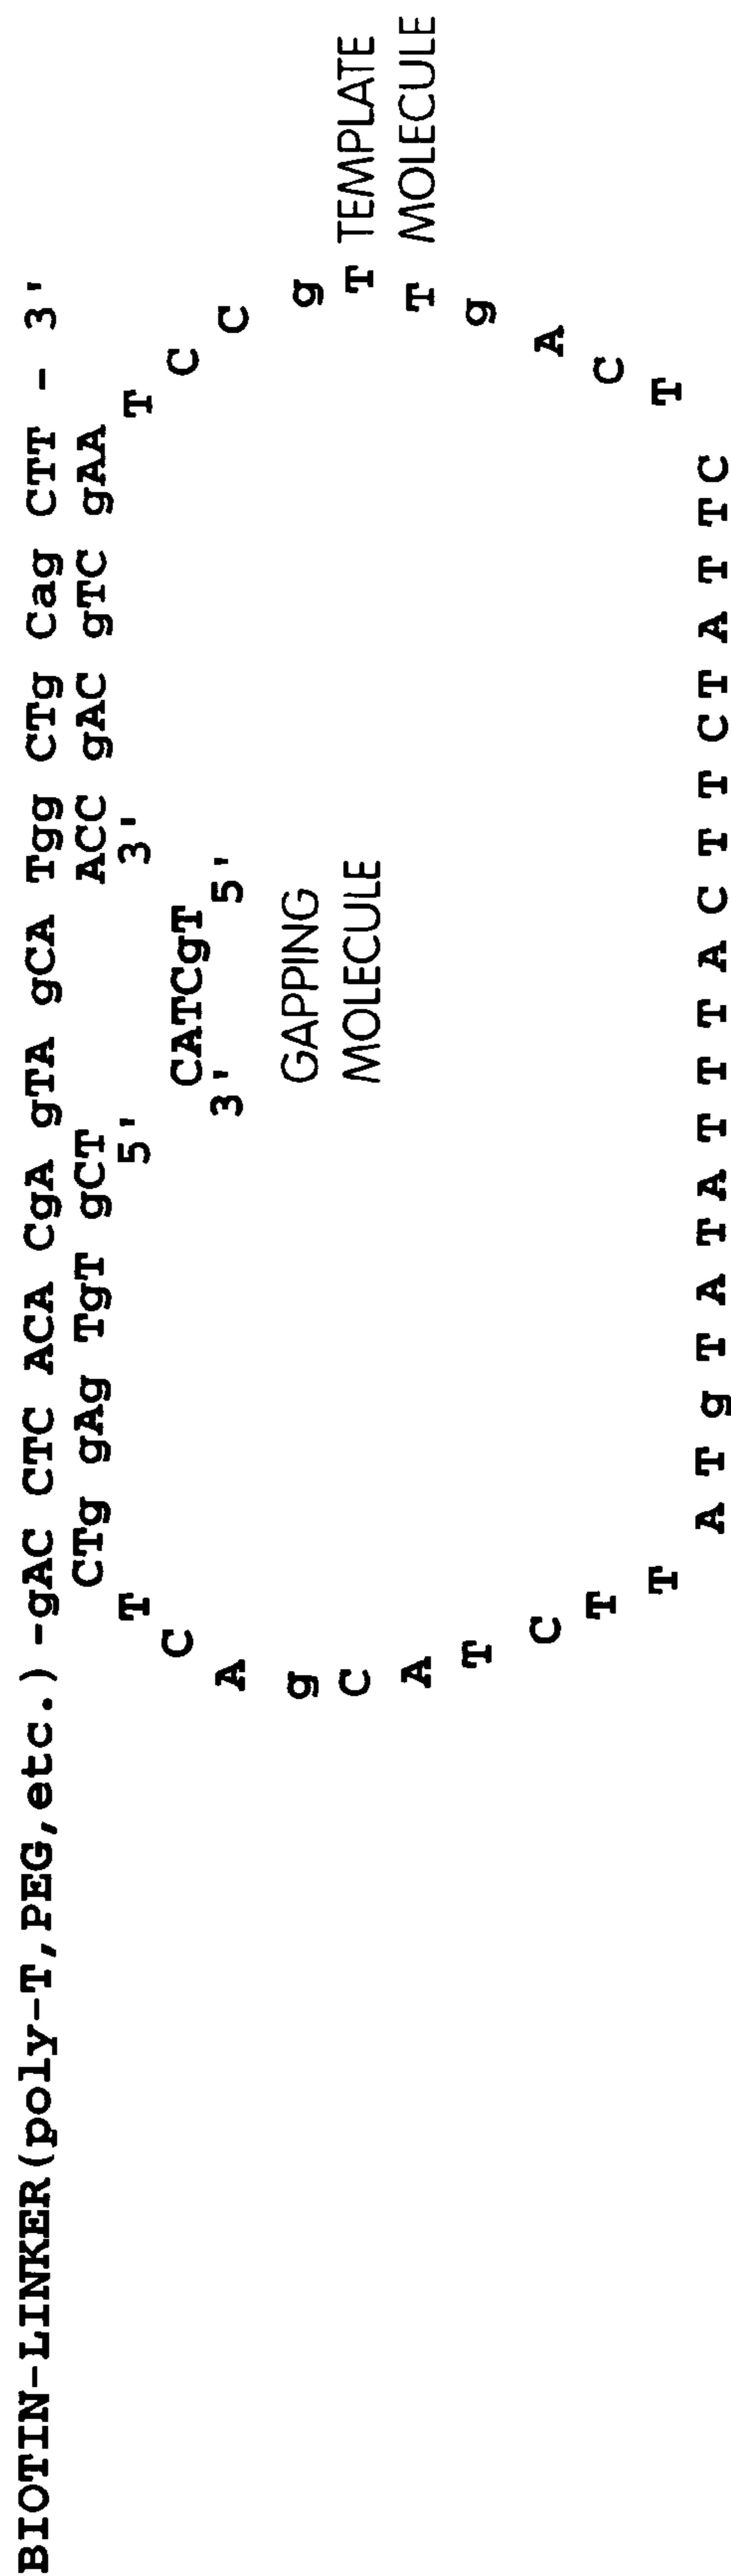 BIOTIN-LINKER(poly-T,PEG,etc.)-gAC CTC ACA CgA gTA gCA Tgg CTg Cag CTT - 3'
CTg gAg TgT gCT ACC gAC gTC gAA
5' 3'
CATCgT
3' 5'
GAPPING
MOLECULE
T C C g T T g A C T
TEMPLATE
MOLECULE
T C A g C A T C T T
A T g T A T A T T T A C T T C T A T T C